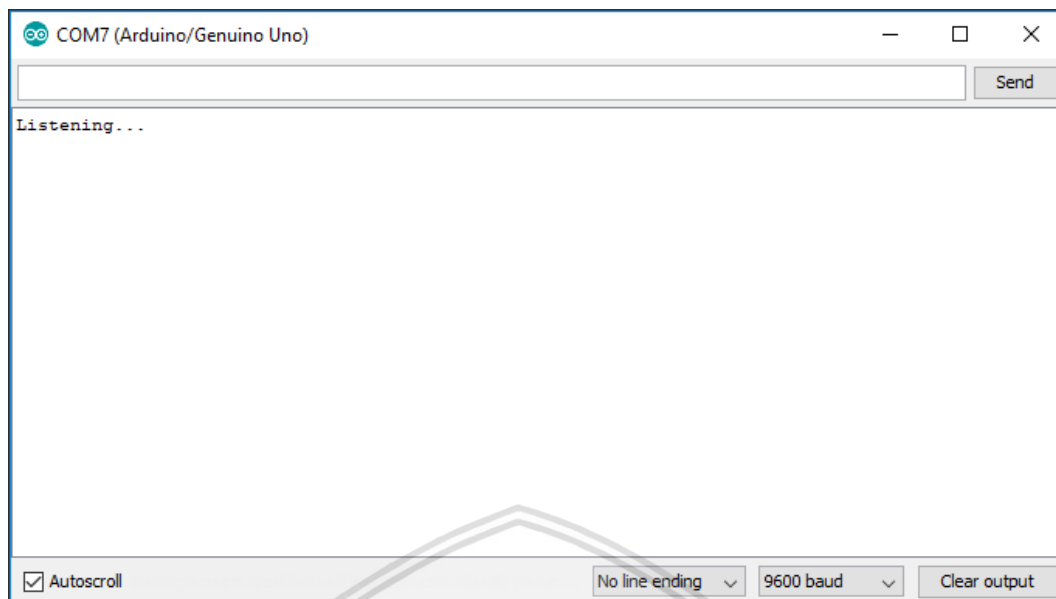 COM7 (Arduino/Genuino Uno)
Send
Listening...
Autoscroll
No line ending
9600 baud
Clear output